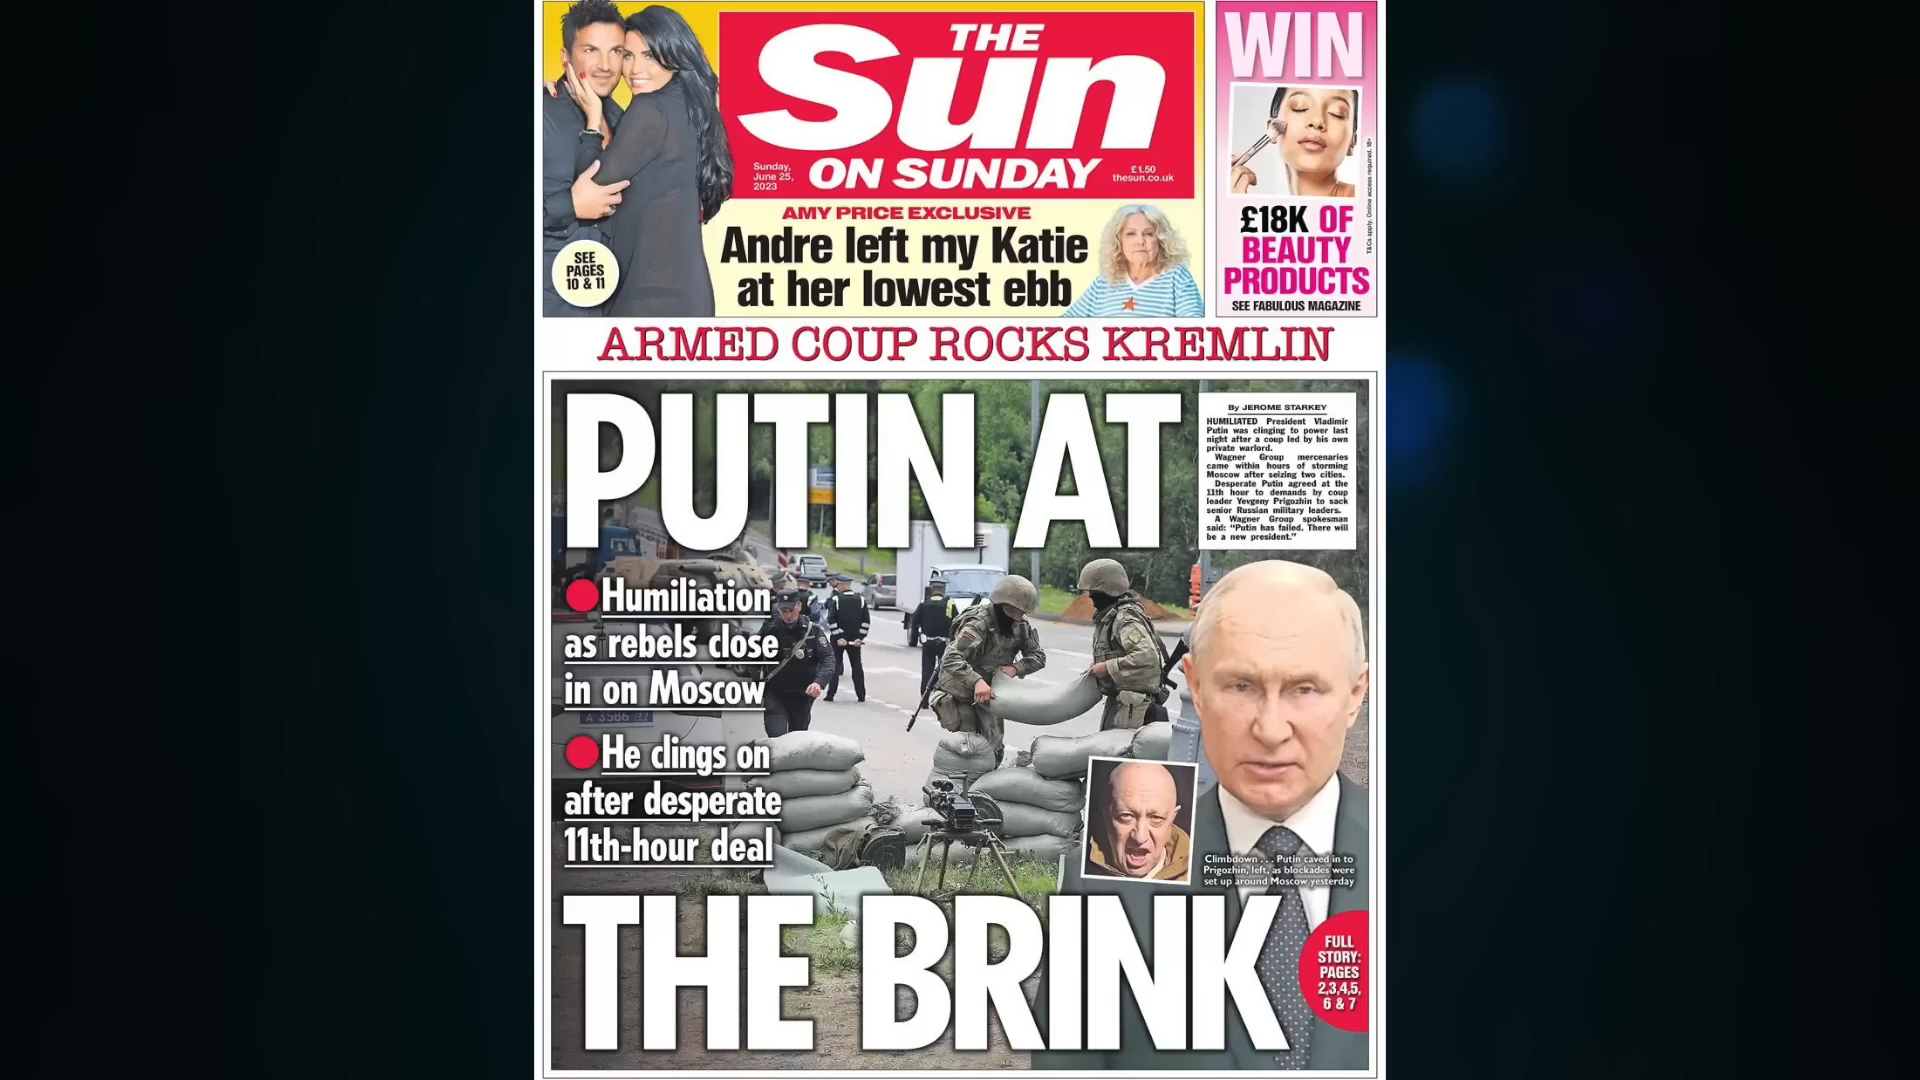 THE
Sun
ON SUNDAY
Sunday,
June 25,
2023
£1.50
thesun.co.uk
AMY PRICE EXCLUSIVE
Andre left my Katie
at her lowest ebb
SEE
PAGES
10 & 11
WIN
£18K OF
BEAUTY
PRODUCTS
SEE FABULOUS MAGAZINE
T&Cs apply. Online access required. 18+
ARMED COUP ROCKS KREMLIN
PUTIN AT
By JEROME STARKEY
HUMILIATED President Vladimir
Putin was clinging to power last
night after a coup led by his own
private warlord.
Wagner Group mercenaries
came within hours of storming
Moscow after seizing two cities.
Desperate Putin agreed at the
11th hour to demands by coup
leader Yevgeny Prigozhin to sack
senior Russian military leaders.
A Wagner Group spokesman
said: “Putin has failed. There will
be a new president.”
Humiliation
as rebels close
in on Moscow
He clings on
after desperate
11th-hour deal
Climbdown . . . Putin caved in to
Prigozhin, left, as blockades were
set up around Moscow yesterday
THE BRINK
FULL
STORY:
PAGES
2,3,4,5,
6 & 7